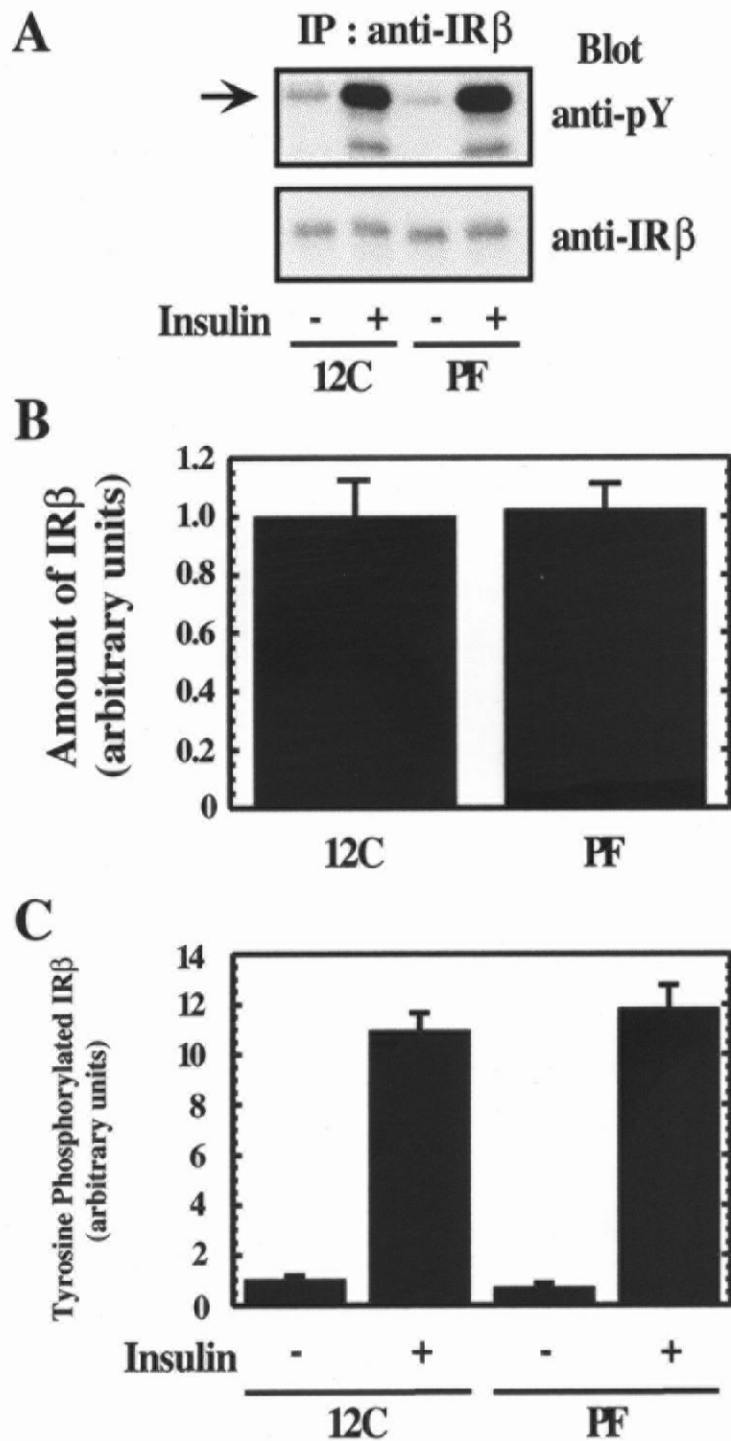 A
IP : anti-IRβ
Blot
anti-pY
anti-IRβ
Insulin - + - +
12C PF
B
Amount of IRβ
(arbitrary units)
1.2
1.0
0.8
0.6
0.4
0.2
0
12C PF
C
Tyrosine Phosphorylated IRβ
(arbitrary units)
14
12
10
8
6
4
2
0
Insulin - + - +
12C PF